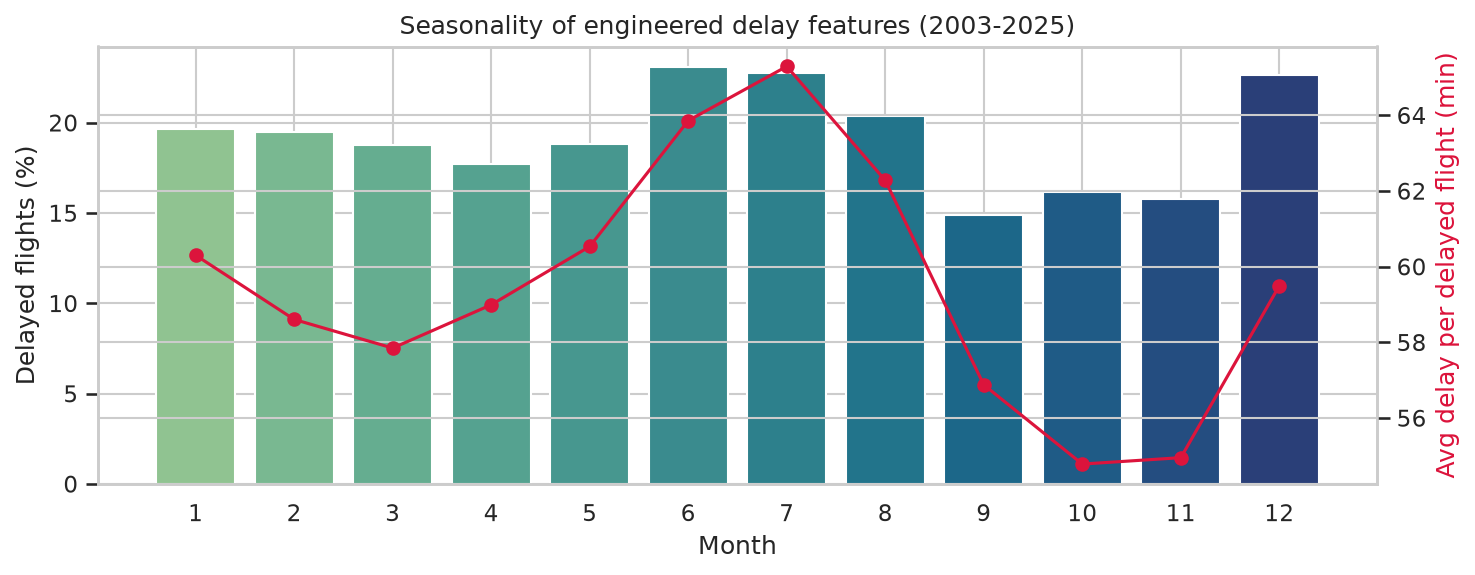 Seasonality of engineered delay features (2003-2025)
Delayed flights (%)
20
15
10
5
0
1 2 3 4 5 6 7 8 9 10 11 12
Month
64
62
60
58
56
Avg delay per delayed flight (min)